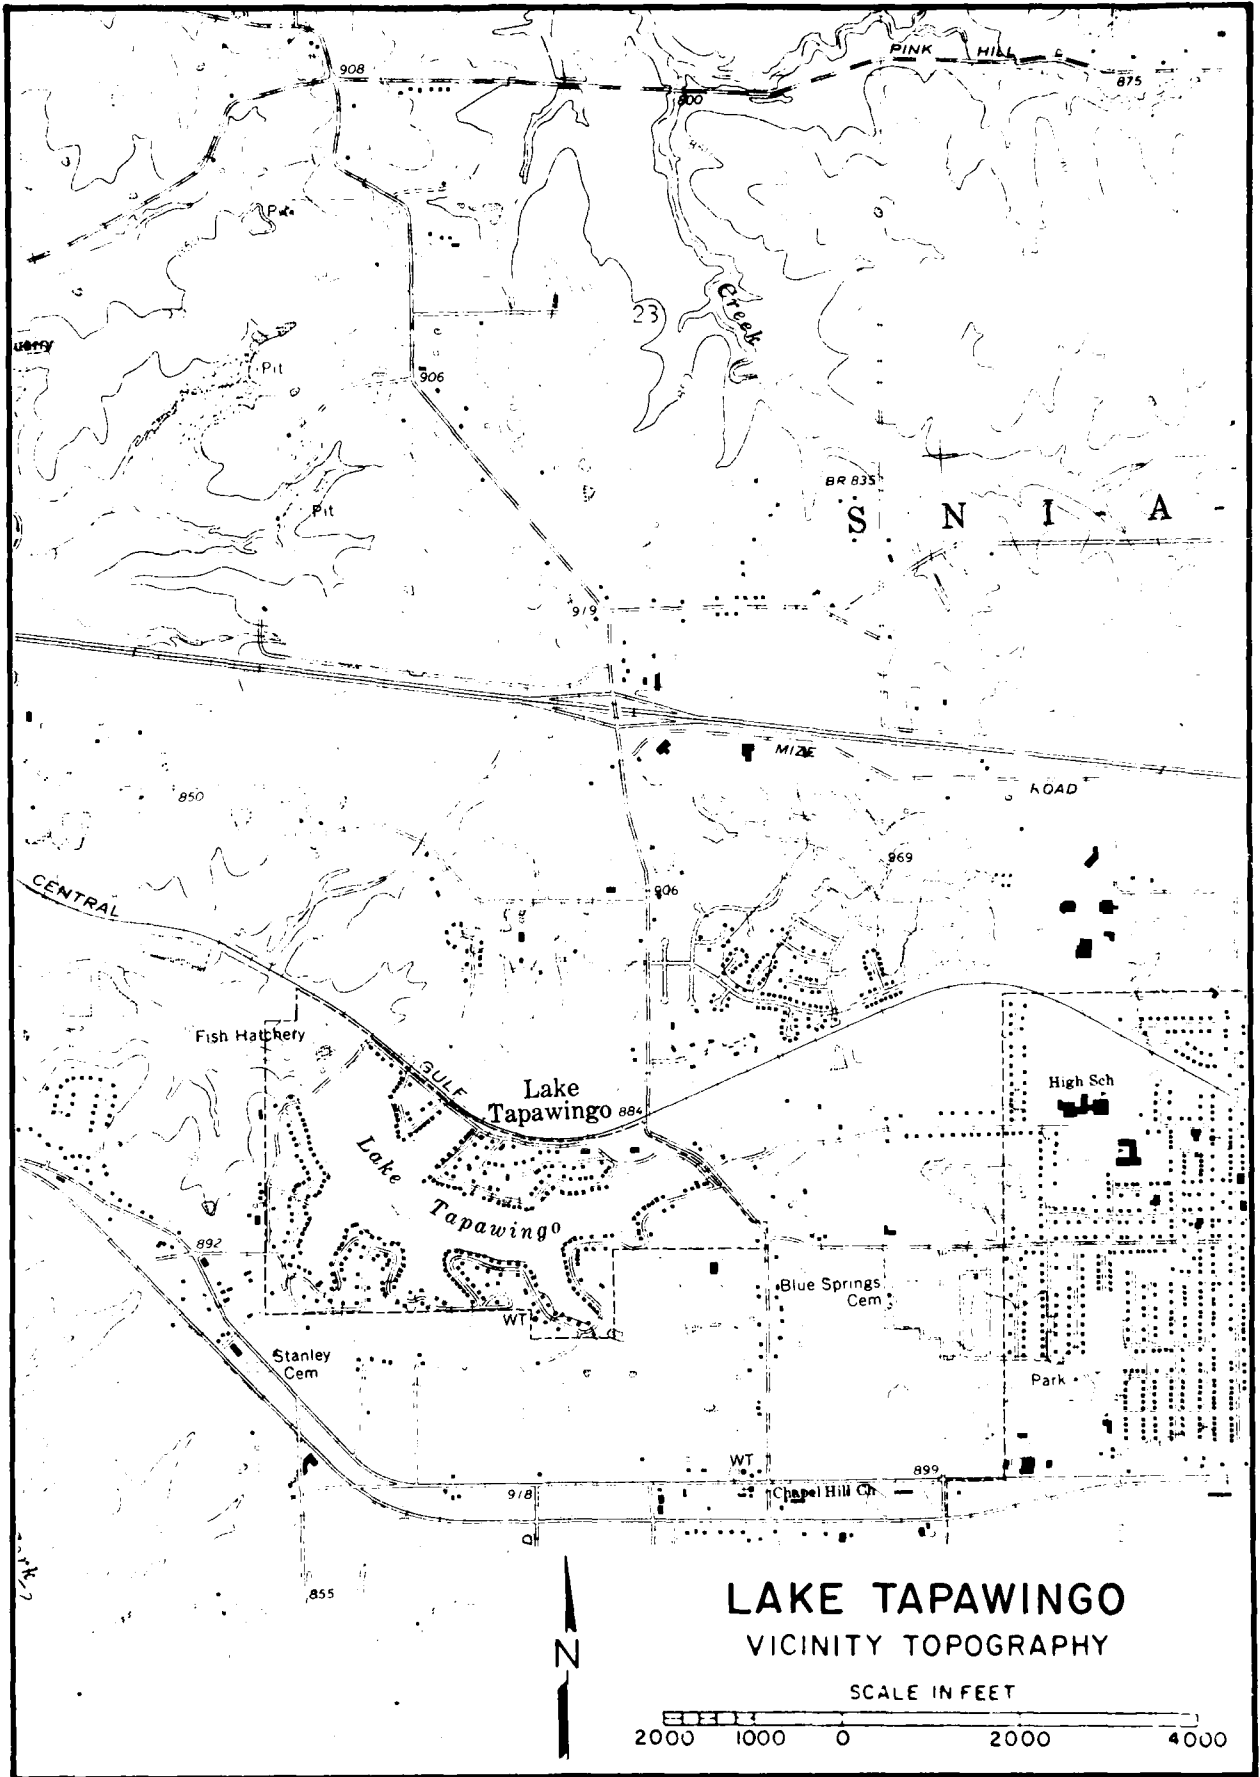 PINK HILL
908
800
875
Creek
23
Pit
906
BR 835
Pit
S N I - A -
919
MIZE
ROAD
850
969
CENTRAL
906
Fish Hatchery
GULF
Lake
Tapawingo 884
High Sch
Lake
Tapawingo
892
Blue Springs
Cem
WT
Stanley
Cem
Park
WT
899
918
Chapel Hill Ch
D
855
N
LAKE TAPAWINGO
VICINITY TOPOGRAPHY
SCALE IN FEET
2000 1000 0 2000 4000